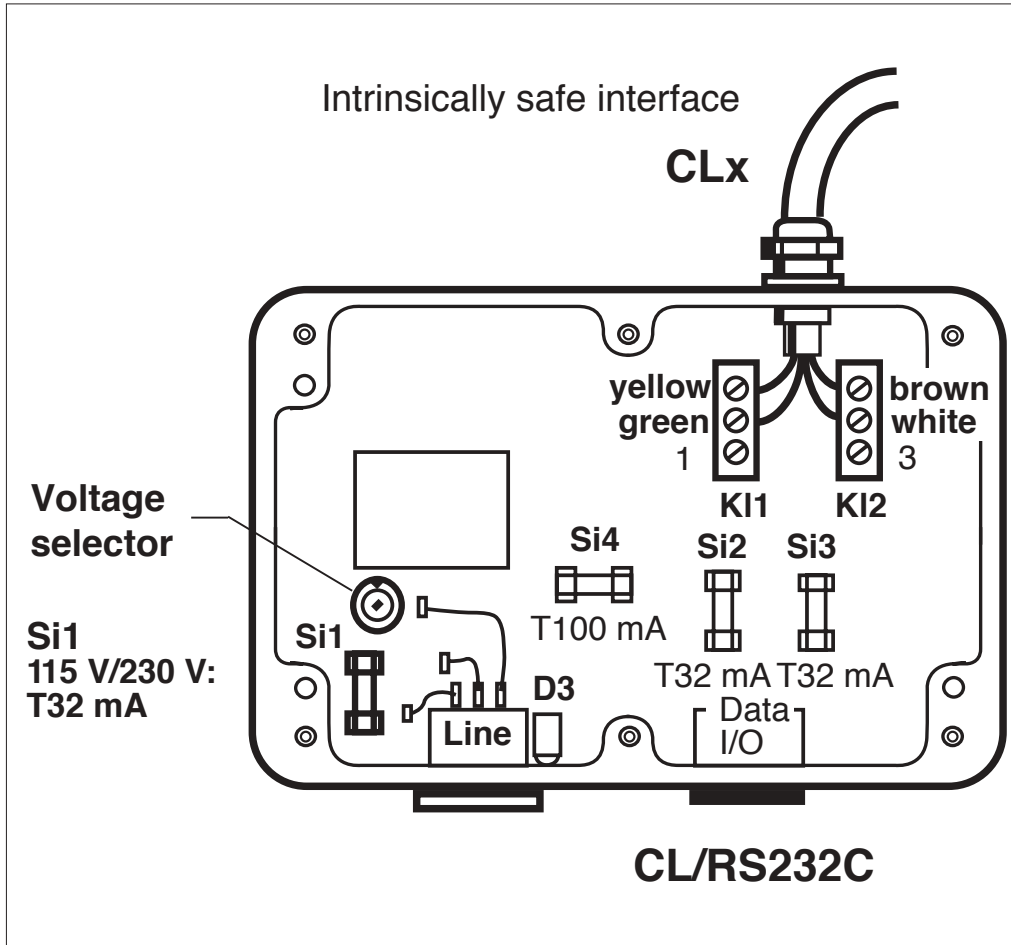 Intrinsically safe interface
CLx
yellow
green
1
brown
white
3
Kl1
Kl2
Voltage
selector
Si4
T100 mA
Si2
Si3
T32 mA
T32 mA
Si1
115 V/230 V:
T32 mA
Si1
D3
Line
Data
I/O
CL/RS232C